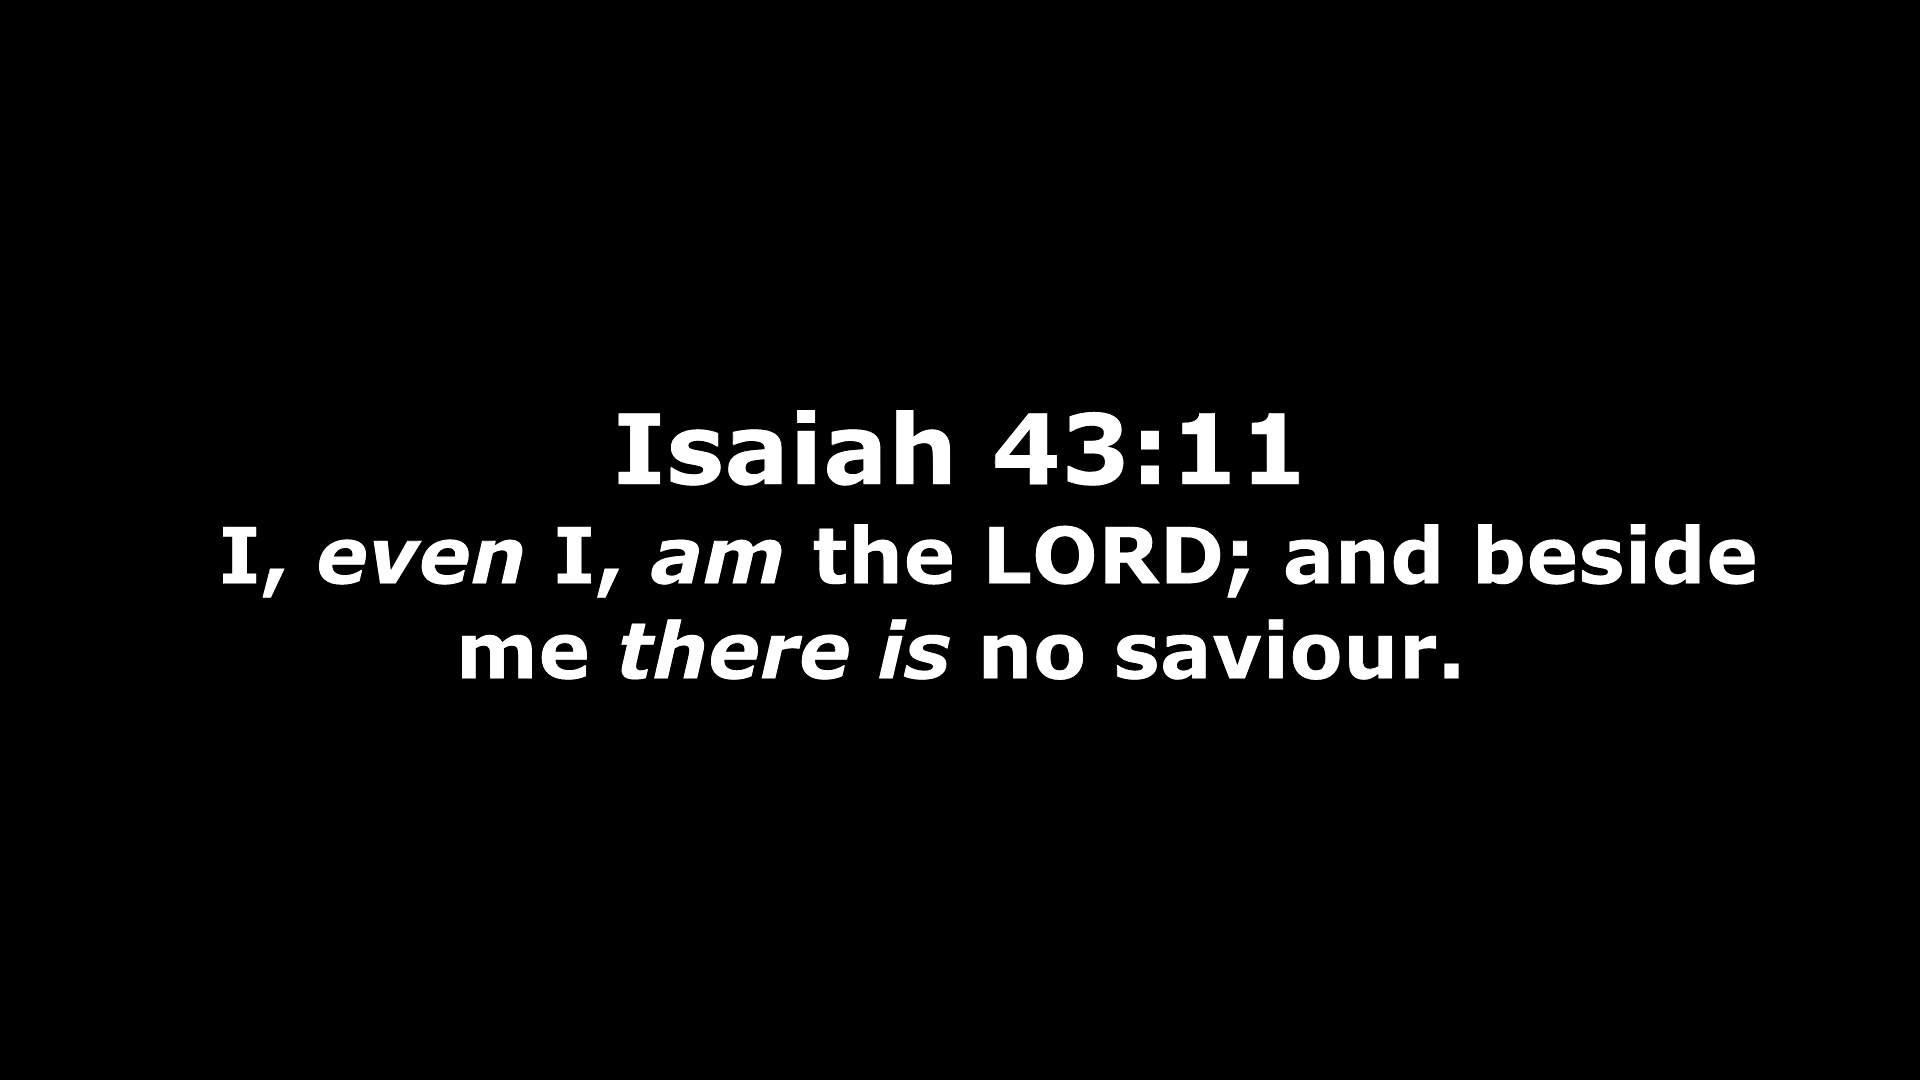 Isaiah 43:11
I, even I, am the LORD; and beside
me there is no saviour.